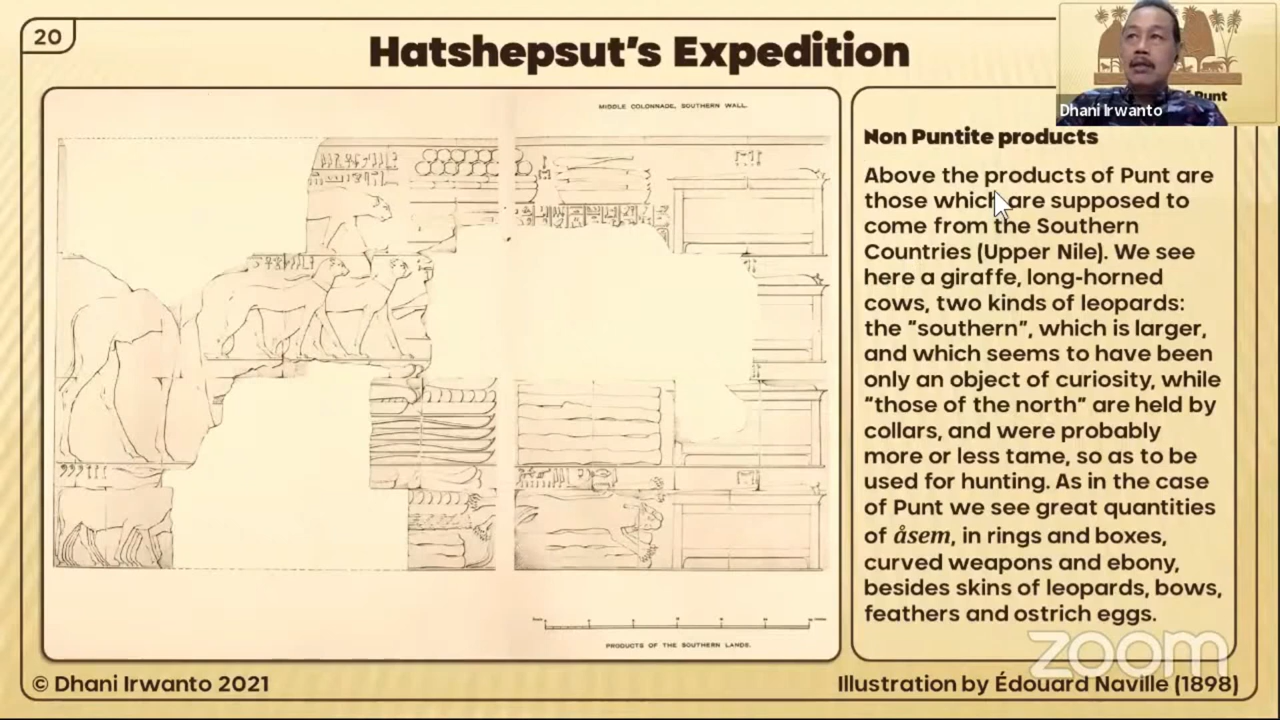 20
Hatshepsut's Expedition
Dhani Irwanto
Punt
MIDDLE COLONNADE, SOUTHERN WALL.
Non Puntite products
Above the products of Punt are
those which are supposed to
come from the Southern
Countries (Upper Nile). We see
here a giraffe, long-horned
cows, two kinds of leopards:
the "southern", which is larger,
and which seems to have been
only an object of curiosity, while
"those of the north" are held by
collars, and were probably
more or less tame, so as to be
used for hunting. As in the case
of Punt we see great quantities
of åsem, in rings and boxes,
curved weapons and ebony,
besides skins of leopards, bows,
feathers and ostrich eggs.
PRODUCTS OF THE SOUTHERN LANDS.
zoom
© Dhani Irwanto 2021
Illustration by Édouard Naville (1898)